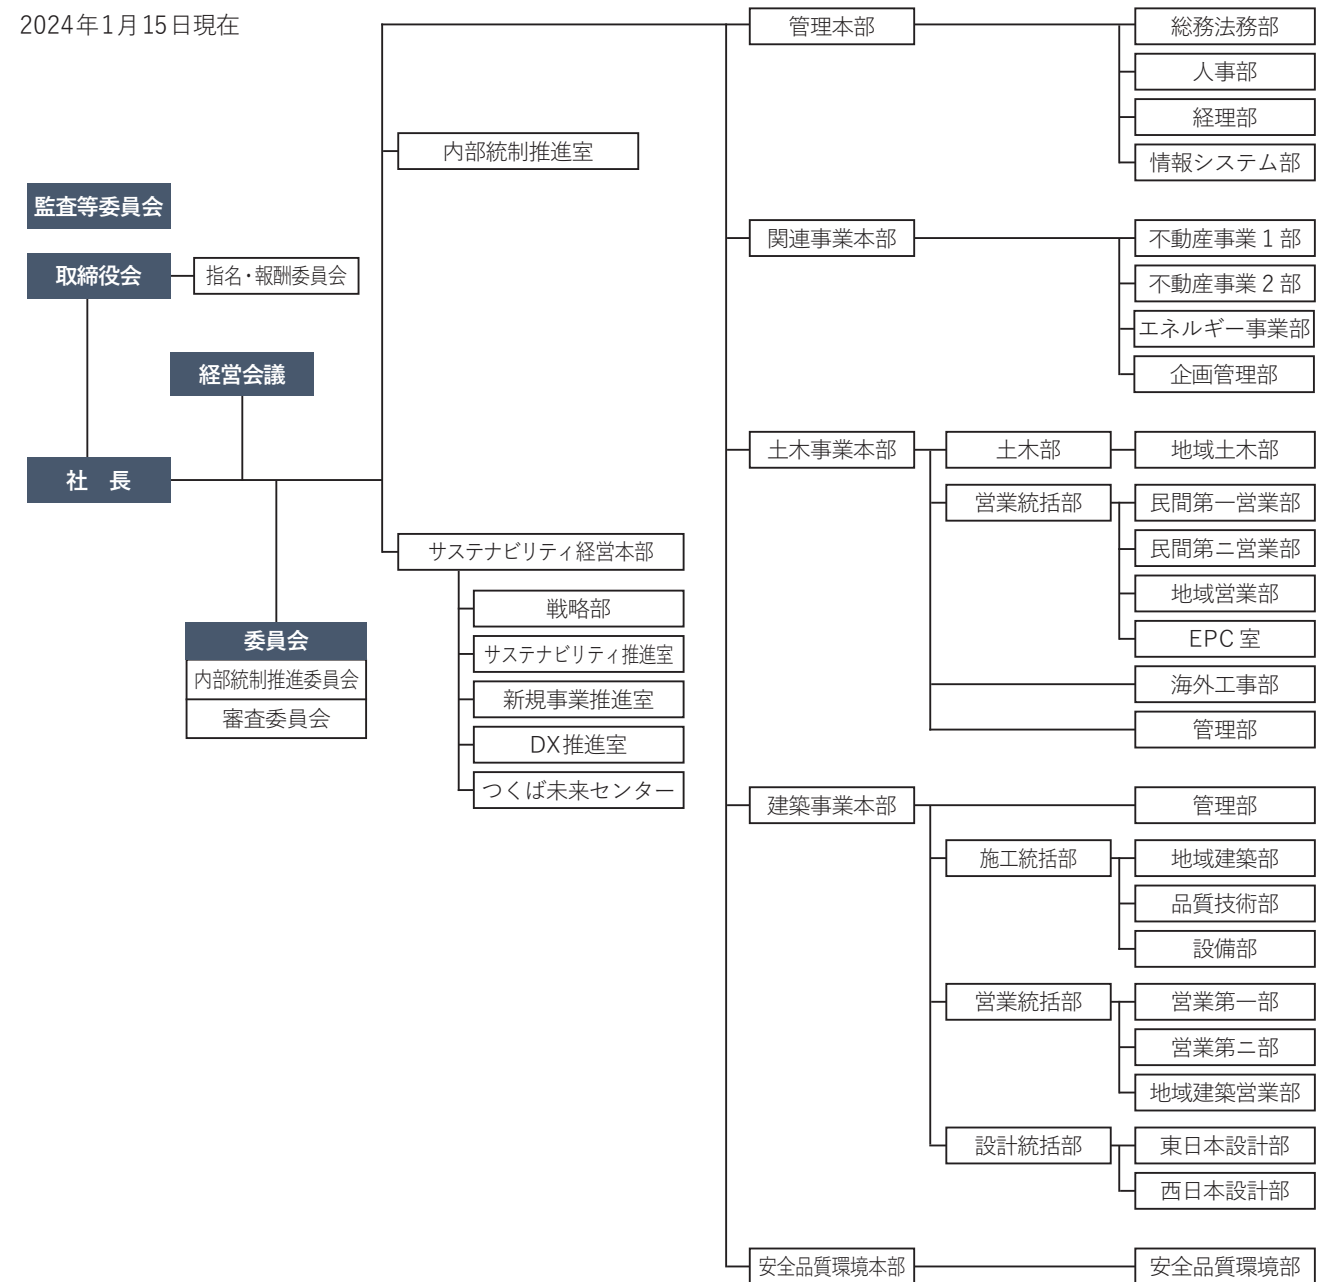 2024年1月15日現在
監査等委員会
取締役会
指名・報酬委員会
経営会議
社　長
委員会
内部統制推進委員会
審査委員会
内部統制推進室
サステナビリティ経営本部
戦略部
サステナビリティ推進室
新規事業推進室
DX推進室
つくば未来センター
管理本部
総務法務部
人事部
経理部
情報システム部
関連事業本部
不動産事業1部
不動産事業2部
エネルギー事業部
企画管理部
土木事業本部
土木部
地域土木部
営業統括部
民間第一営業部
民間第二営業部
地域営業部
EPC室
海外工事部
管理部
建築事業本部
管理部
施工統括部
地域建築部
品質技術部
設備部
営業統括部
営業第一部
営業第二部
地域建築営業部
設計統括部
東日本設計部
西日本設計部
安全品質環境本部
安全品質環境部